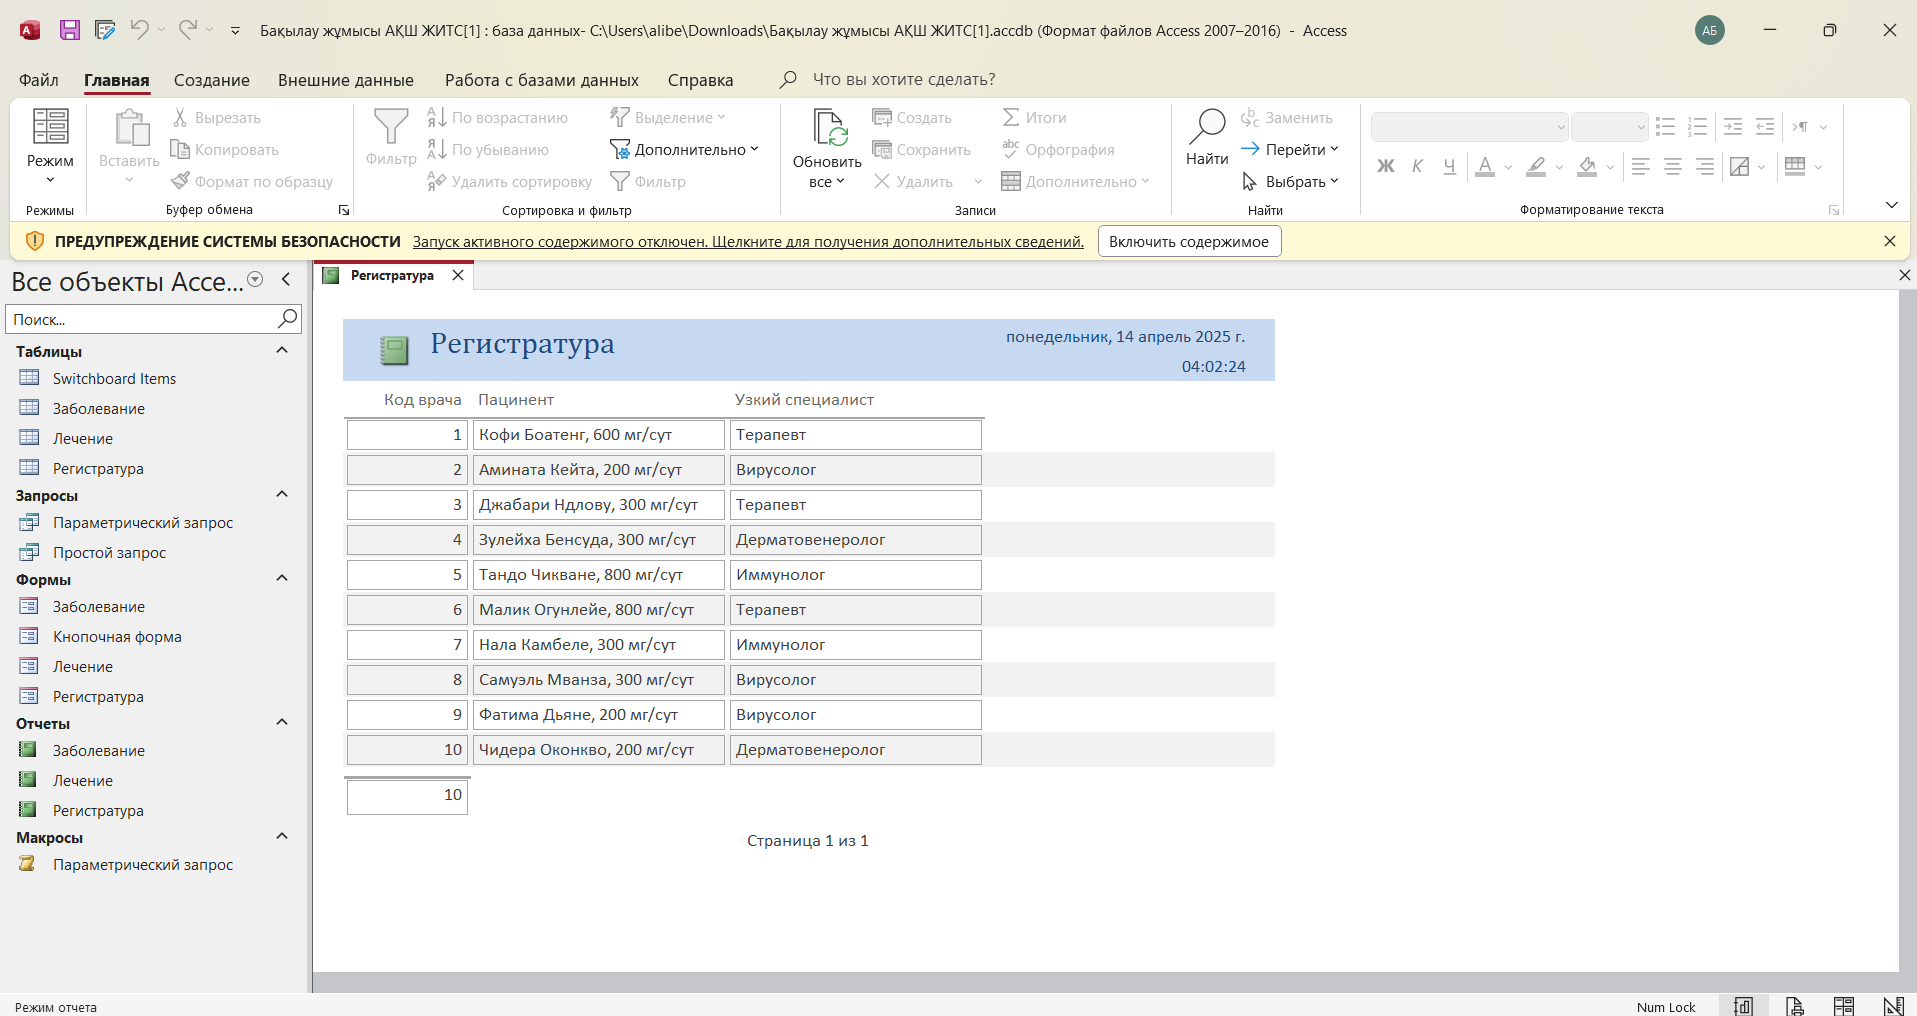 Бақылау жұмысы АҚШ ЖИТС[1] : база данных- C:\Users\alibe\Downloads\Бақылау жұмысы АҚШ ЖИТС[1].accdb (Формат файлов Access 2007–2016) - Access
АБ
Файл Главная Создание Внешние данные Работа с базами данных Справка Что вы хотите сделать?
Режим
Режимы
Вставить
Вырезать
Копировать
Формат по образцу
Буфер обмена
Фильтр
По возрастанию
По убыванию
Удалить сортировку
Выделение
Дополнительно
Фильтр
Сортировка и фильтр
Обновить
все
Создать
Сохранить
Удалить
Итоги
Орфография
Дополнительно
Записи
Найти
Заменить
Перейти
Выбрать
Найти
Ж К Ч А
Форматирование текста
ПРЕДУПРЕЖДЕНИЕ СИСТЕМЫ БЕЗОПАСНОСТИ Запуск активного содержимого отключен. Щелкните для получения дополнительных сведений. Включить содержимое
Все объекты Acce...
Поиск...
Таблицы
Switchboard Items
Заболевание
Лечение
Регистратура
Запросы
Параметрический запрос
Простой запрос
Формы
Заболевание
Кнопочная форма
Лечение
Регистратура
Отчеты
Заболевание
Лечение
Регистратура
Макросы
Параметрический запрос
Регистратура
Регистратура
понедельник, 14 апрель 2025 г.
04:02:24
Код врача Пацинент Узкий специалист
1 Кофи Боатенг, 600 мг/сут Терапевт
2 Амината Кейта, 200 мг/сут Вирусолог
3 Джабари Ндлову, 300 мг/сут Терапевт
4 Зулейха Бенсуда, 300 мг/сут Дерматовенеролог
5 Тандо Чикване, 800 мг/сут Иммунолог
6 Малик Огунлейе, 800 мг/сут Терапевт
7 Нала Камбеле, 300 мг/сут Иммунолог
8 Самуэль Мванза, 300 мг/сут Вирусолог
9 Фатима Дьяне, 200 мг/сут Вирусолог
10 Чидера Оконкво, 200 мг/сут Дерматовенеролог
10
Страница 1 из 1
Режим отчета
Num Lock